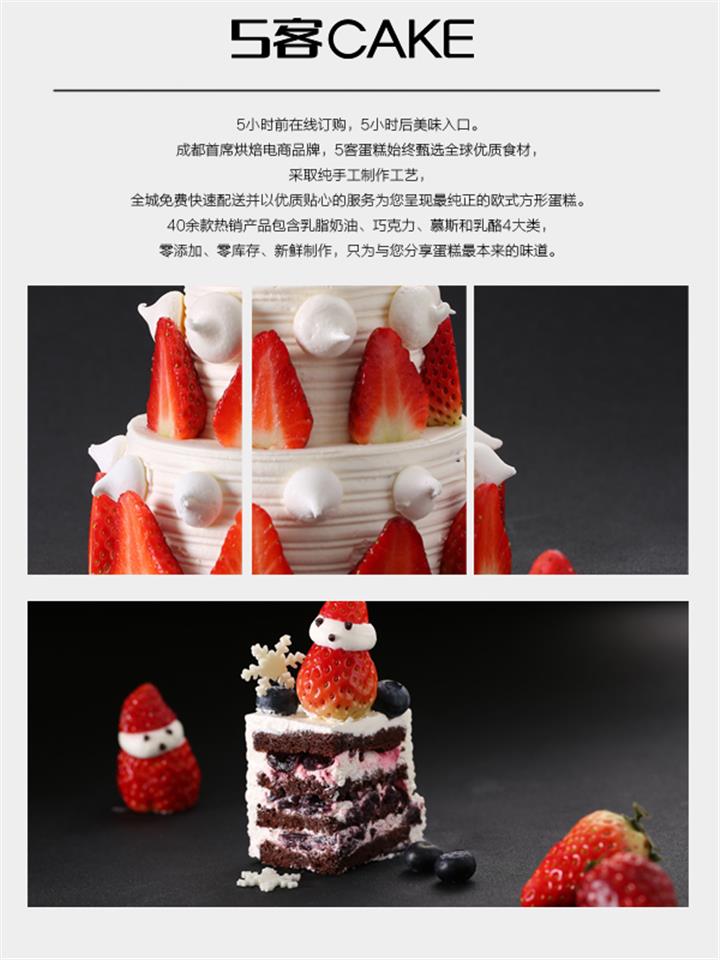 5客CAKE
5小时前在线订购，5小时后美味入口。
成都首席烘焙电商品牌，5客蛋糕始终甄选全球优质食材，
采取纯手工制作工艺，
全城免费快速配送并以优质贴心的服务为您呈现最纯正的欧式方形蛋糕。
40余款热销产品包含乳脂奶油、巧克力、慕斯和乳酪4大类，
零添加、零库存、新鲜制作，只为与您分享蛋糕最本来的味道。